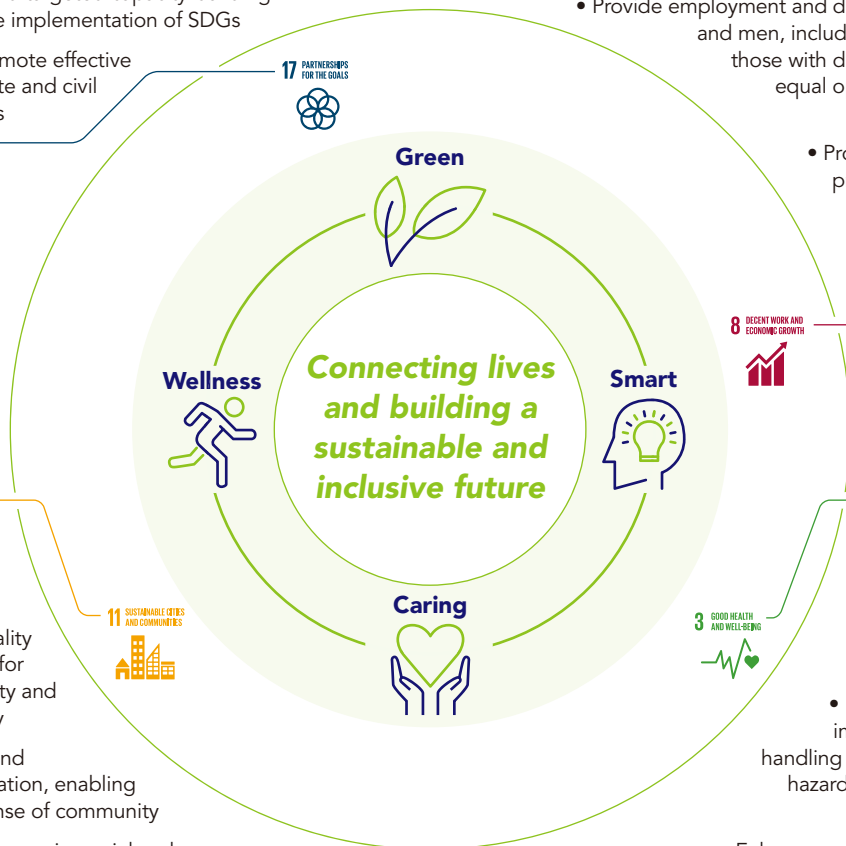 e implementation of SDGs
• Provide employment and d
and men, includ
those with d
equal o
mote effective
te and civil
s
17 PARTNERSHIPS
FOR THE GOALS
• Pro
p
Green
8 DECENT WORK AND
ECONOMIC GROWTH
Wellness
Smart
Connecting lives
and building a
sustainable and
inclusive future
Caring
11 SUSTAINABLE CITIES
AND COMMUNITIES
3 GOOD HEALTH
AND WELL-BEING
ality
for
ty and
y
nd
ation, enabling
nse of community
•
in
handling
hazard